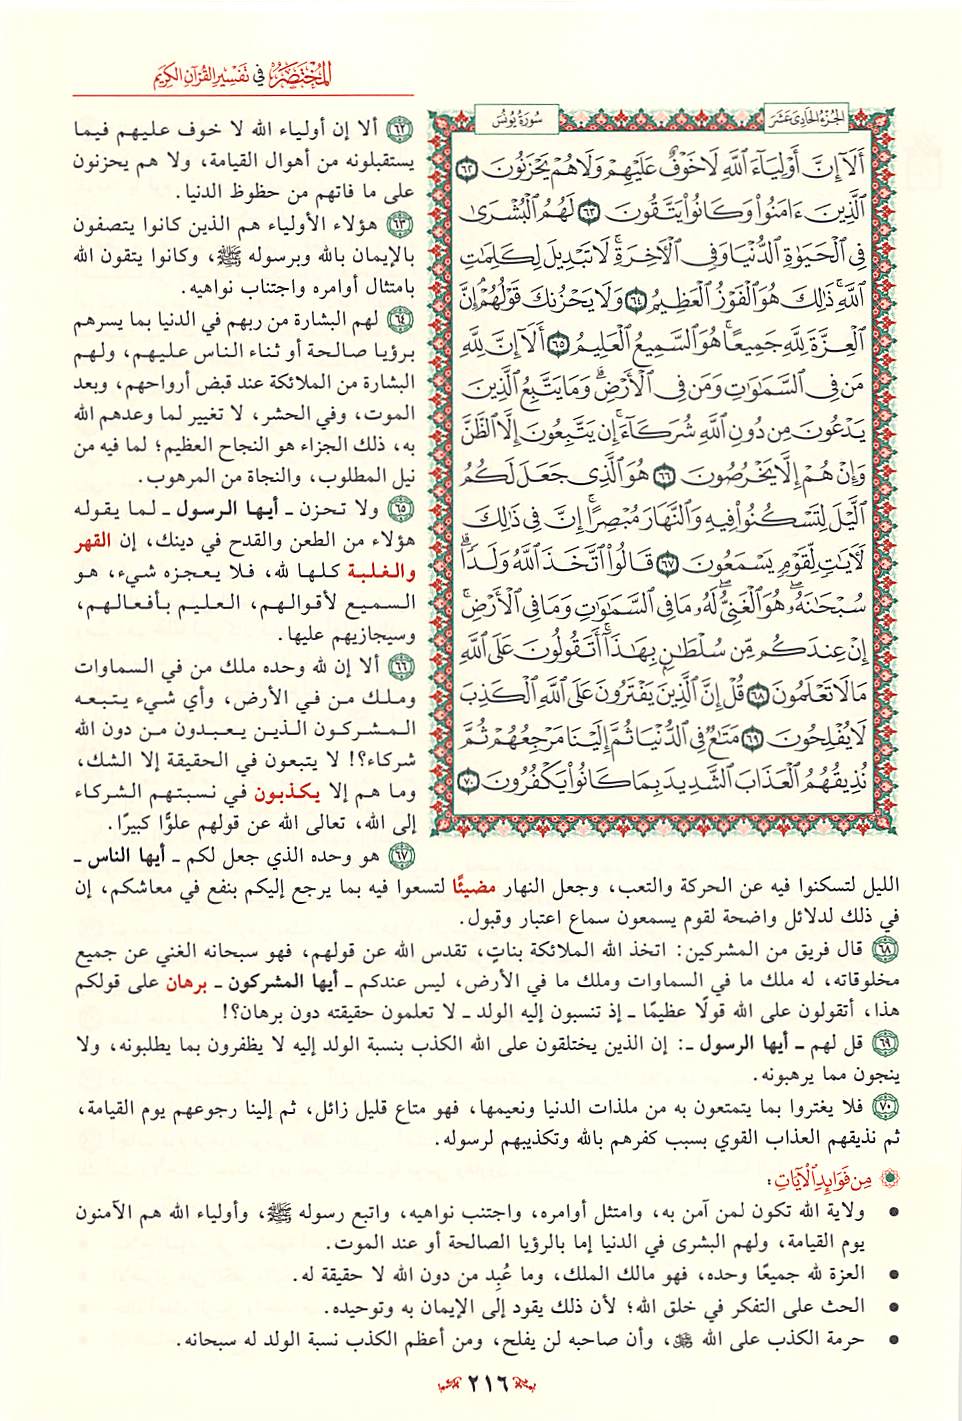 المختصر في تفسير القرآن الكريم
الجزء الحادي عشر
سورة يونس
أَلَآ إِنَّ أَوْلِيَآءَ ٱللَّهِ لَا خَوْفٌ عَلَيْهِمْ وَلَا هُمْ يَحْزَنُونَ ٦٢
ٱلَّذِينَ ءَامَنُواْ وَكَانُواْ يَتَّقُونَ ٦٣ لَهُمُ ٱلْبُشْرَىٰ
فِي ٱلْحَيَوٰةِ ٱلدُّنْيَا وَفِي ٱلْأٓخِرَةِۚ لَا تَبْدِيلَ لِكَلِمَٰتِ
ٱللَّهِۚ ذَٰلِكَ هُوَ ٱلْفَوْزُ ٱلْعَظِيمُ ٦٤ وَلَا يَحْزُنكَ قَوْلُهُمْۘ إِنَّ
ٱلْعِزَّةَ لِلَّهِ جَمِيعًاۚ هُوَ ٱلسَّمِيعُ ٱلْعَلِيمُ ٦٥ أَلَآ إِنَّ لِلَّهِ
مَن فِي ٱلسَّمَٰوَٰتِ وَمَن فِي ٱلْأَرْضِۗ وَمَا يَتَّبِعُ ٱلَّذِينَ
يَدْعُونَ مِن دُونِ ٱللَّهِ شُرَكَآءَۚ إِن يَتَّبِعُونَ إِلَّا ٱلظَّنَّ
وَإِنْ هُمْ إِلَّا يَخْرُصُونَ ٦٦ هُوَ ٱلَّذِي جَعَلَ لَكُمُ
ٱلَّيْلَ لِتَسْكُنُواْ فِيهِ وَٱلنَّهَارَ مُبْصِرًاۚ إِنَّ فِي ذَٰلِكَ
لَأٓيَٰتٍ لِّقَوْمٍ يَسْمَعُونَ ٦٧ قَالُواْ ٱتَّخَذَ ٱللَّهُ وَلَدًاۗ
سُبْحَٰنَهُۥۖ هُوَ ٱلْغَنِيُّۖ لَهُۥ مَا فِي ٱلسَّمَٰوَٰتِ وَمَا فِي ٱلْأَرْضِۚ
إِنْ عِندَكُم مِّن سُلْطَٰنٍۭ بِهَٰذَآۚ أَتَقُولُونَ عَلَى ٱللَّهِ
مَا لَا تَعْلَمُونَ ٦٨ قُلْ إِنَّ ٱلَّذِينَ يَفْتَرُونَ عَلَى ٱللَّهِ ٱلْكَذِبَ
لَا يُفْلِحُونَ ٦٩ مَتَٰعٌ فِي ٱلدُّنْيَا ثُمَّ إِلَيْنَا مَرْجِعُهُمْ ثُمَّ
نُذِيقُهُمُ ٱلْعَذَابَ ٱلشَّدِيدَ بِمَا كَانُواْ يَكْفُرُونَ ٧٠
٦٢ ألا إن أولياء الله لا خوف عليهم فيما
يستقبلونه من أهوال القيامة، ولا هم يحزنون
على ما فاتهم من حظوظ الدنيا.
٦٣ هؤلاء الأولياء هم الذين كانوا يتصفون
بالإيمان بالله وبرسوله ﷺ، وكانوا يتقون الله
بامتثال أوامره واجتناب نواهيه.
٦٤ لهم البشارة من ربهم في الدنيا بما يسرهم
برؤيا صالحة أو ثناء الناس عليهم، ولهم
البشارة من الملائكة عند قبض أرواحهم، وبعد
الموت، وفي الحشر، لا تغيير لما وعدهم الله
به، ذلك الجزاء هو النجاح العظيم؛ لما فيه من
نيل المطلوب، والنجاة من المرهوب.
٦٥ ولا تحزن ـ أيها الرسول ـ لما يقوله
هؤلاء من الطعن والقدح في دينك، إن القهر
والغلبة كلها لله، فلا يعجزه شيء، هو
السميع لأقوالهم، العليم بأفعالهم،
وسيجازيهم عليها.
٦٦ ألا إن لله وحده ملك من في السماوات
وملك من في الأرض، وأي شيء يتبعه
المشركون الذين يعبدون من دون الله
شركاء؟! لا يتبعون في الحقيقة إلا الشك،
وما هم إلا يكذبون في نسبتهم الشركاء
إلى الله، تعالى الله عن قولهم علوًّا كبيرًا.
٦٧ هو وحده الذي جعل لكم ـ أيها الناس ـ
الليل لتسكنوا فيه عن الحركة والتعب، وجعل النهار مضيئًا لتسعوا فيه بما يرجع إليكم بنفع في معاشكم، إن
في ذلك لدلائل واضحة لقوم يسمعون سماع اعتبار وقبول.
٦٨ قال فريق من المشركين: اتخذ الله الملائكة بناتٍ، تقدس الله عن قولهم، فهو سبحانه الغني عن جميع
مخلوقاته، له ملك ما في السماوات وملك ما في الأرض، ليس عندكم ـ أيها المشركون ـ برهان على قولكم
هذا، أتقولون على الله قولًا عظيمًا ـ إذ تنسبون إليه الولد ـ لا تعلمون حقيقته دون برهان؟!
٦٩ قل لهم ـ أيها الرسول ـ: إن الذين يختلقون على الله الكذب بنسبة الولد إليه لا يظفرون بما يطلبونه، ولا
ينجون مما يرهبونه.
٧٠ فلا يغتروا بما يتمتعون به من ملذات الدنيا ونعيمها، فهو متاع قليل زائل، ثم إلينا رجوعهم يوم القيامة،
ثم نذيقهم العذاب القوي بسبب كفرهم بالله وتكذيبهم لرسوله.
من فوائد الآيات:
• ولاية الله تكون لمن آمن به، وامتثل أوامره، واجتنب نواهيه، واتبع رسوله ﷺ، وأولياء الله هم الآمنون
يوم القيامة، ولهم البشرى في الدنيا إما بالرؤيا الصالحة أو عند الموت.
• العزة لله جميعًا وحده، فهو مالك الملك، وما عُبِد من دون الله لا حقيقة له.
• الحث على التفكر في خلق الله؛ لأن ذلك يقود إلى الإيمان به وتوحيده.
• حرمة الكذب على الله ﷻ، وأن صاحبه لن يفلح، ومن أعظم الكذب نسبة الولد له سبحانه.
٢١٦